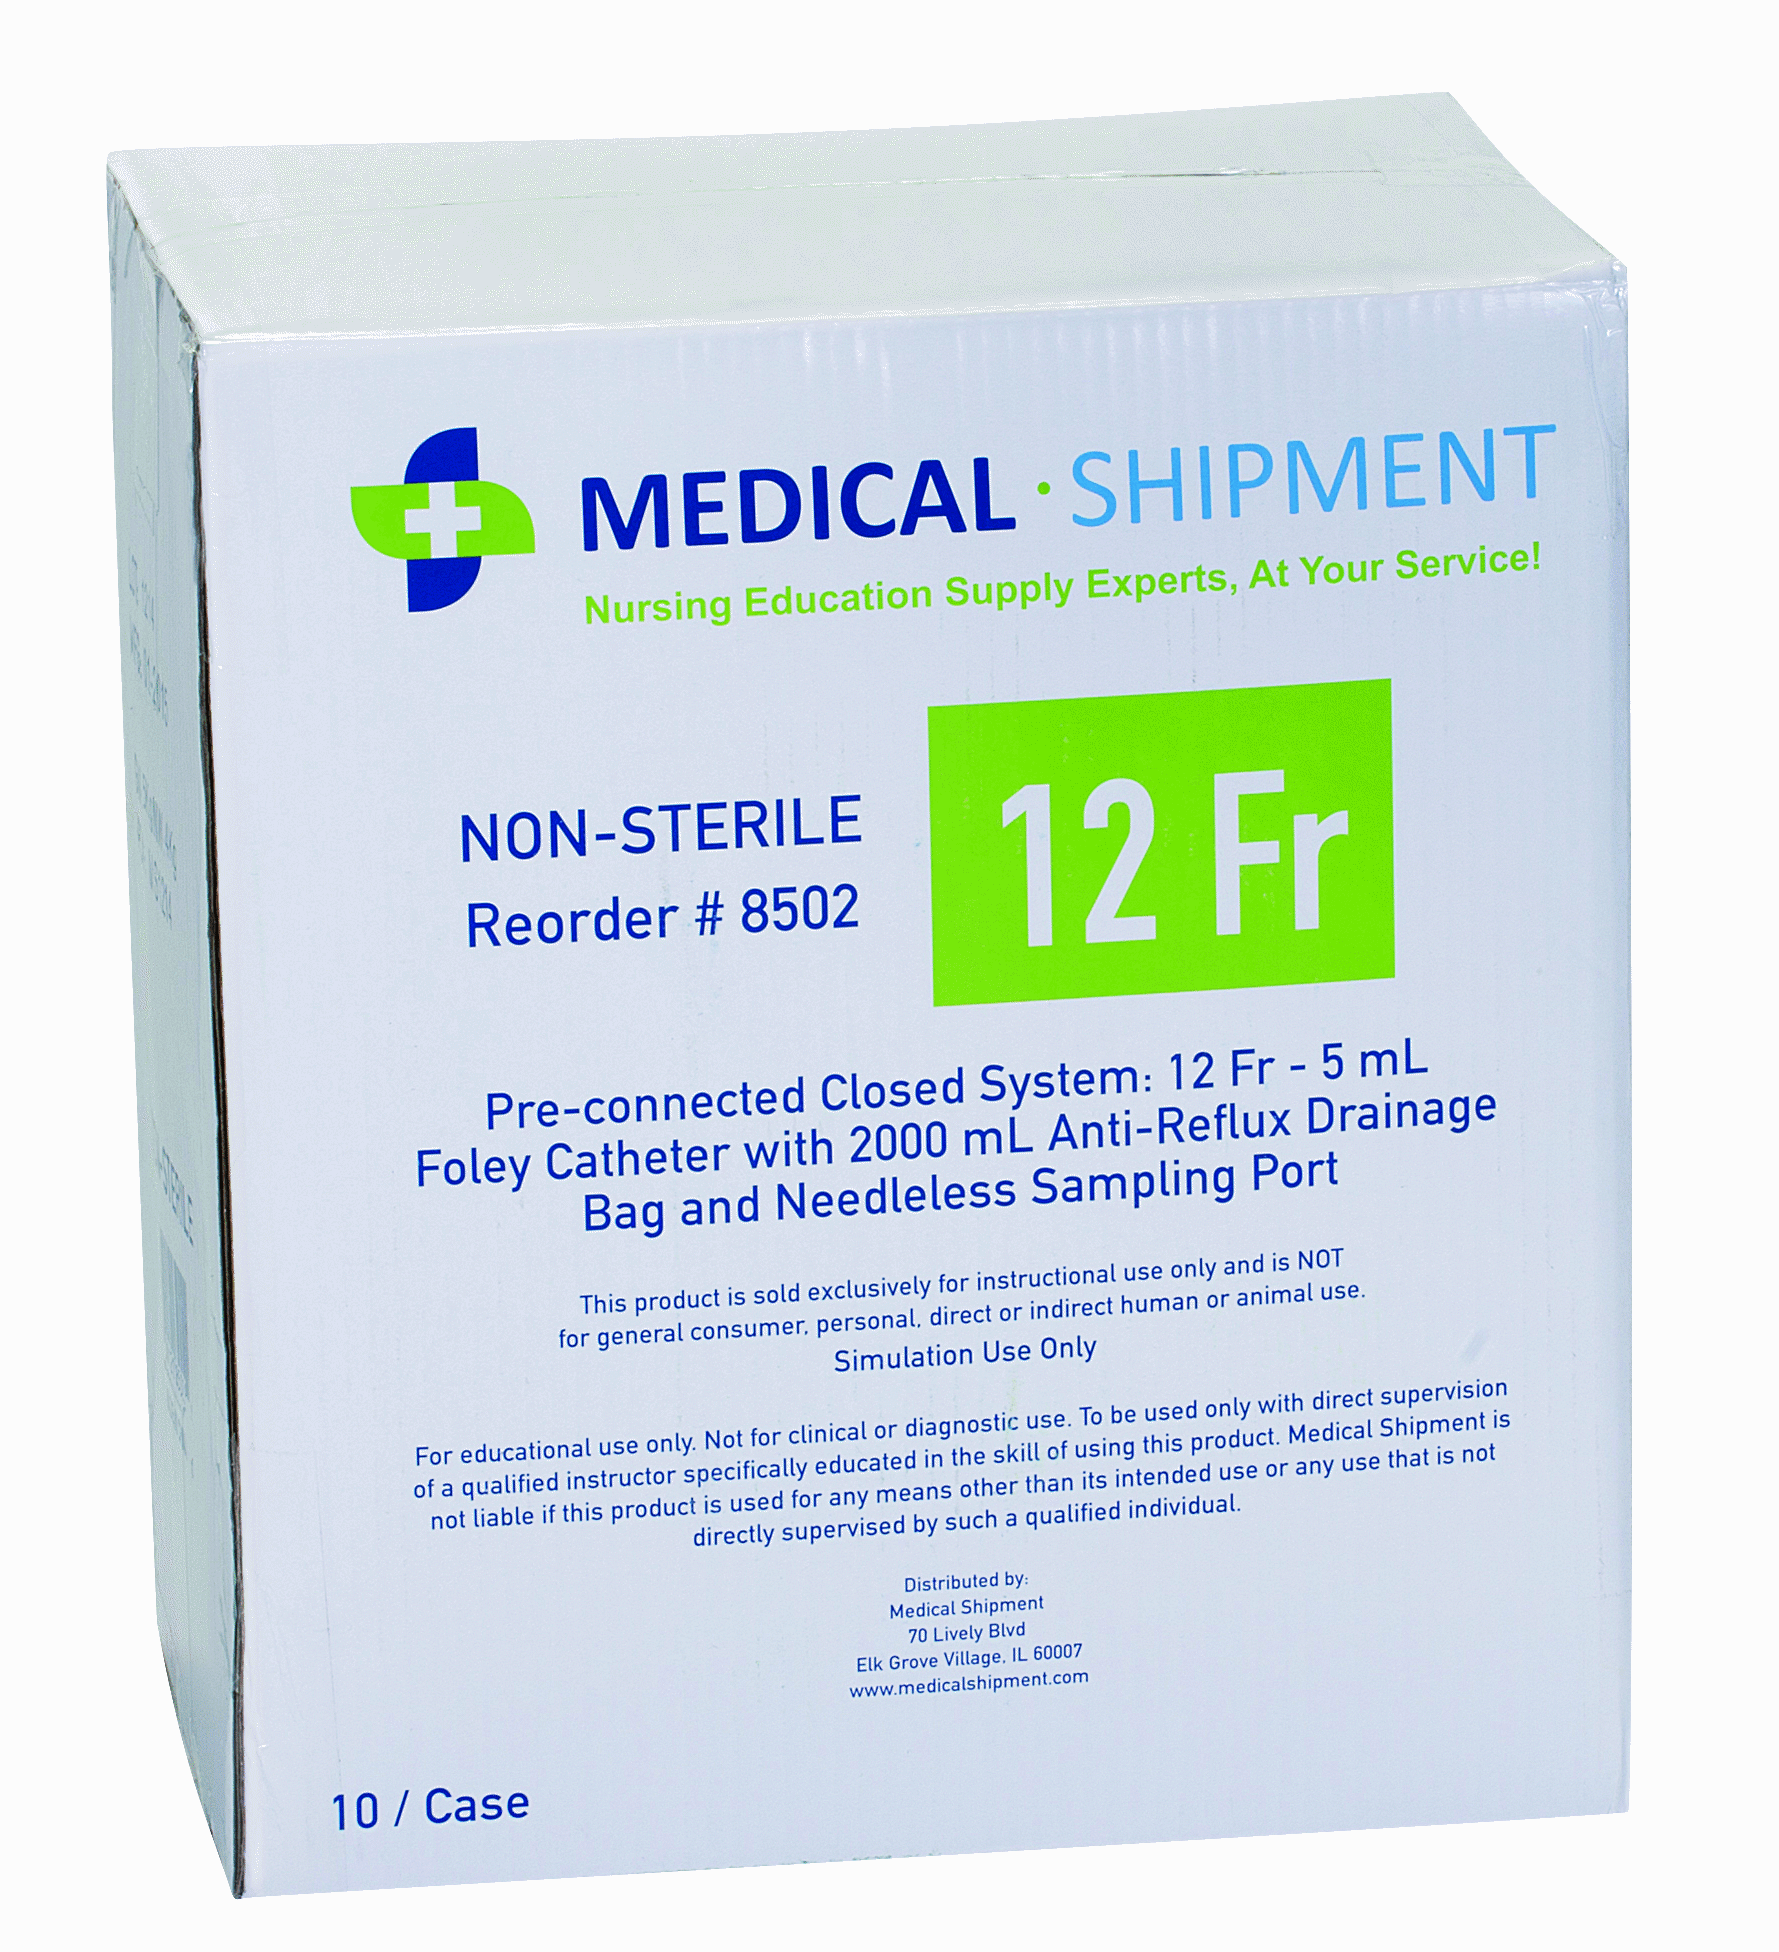 MEDICAL · SHIPMENT
Nursing Education Supply Experts, At Your Service!
NON-STERILE
Reorder # 8502
12 Fr
Pre-connected Closed System: 12 Fr - 5 mL
Foley Catheter with 2000 mL Anti-Reflux Drainage
Bag and Needleless Sampling Port
This product is sold exclusively for instructional use only and is NOT
for general consumer, personal, direct or indirect human or animal use.
Simulation Use Only
For educational use only. Not for clinical or diagnostic use. To be used only with direct supervision
of a qualified instructor specifically educated in the skill of using this product. Medical Shipment is
not liable if this product is used for any means other than its intended use or any use that is not
directly supervised by such a qualified individual.
Distributed by:
Medical Shipment
70 Lively Blvd
Elk Grove Village, IL 60007
www.medicalshipment.com
10 / Case